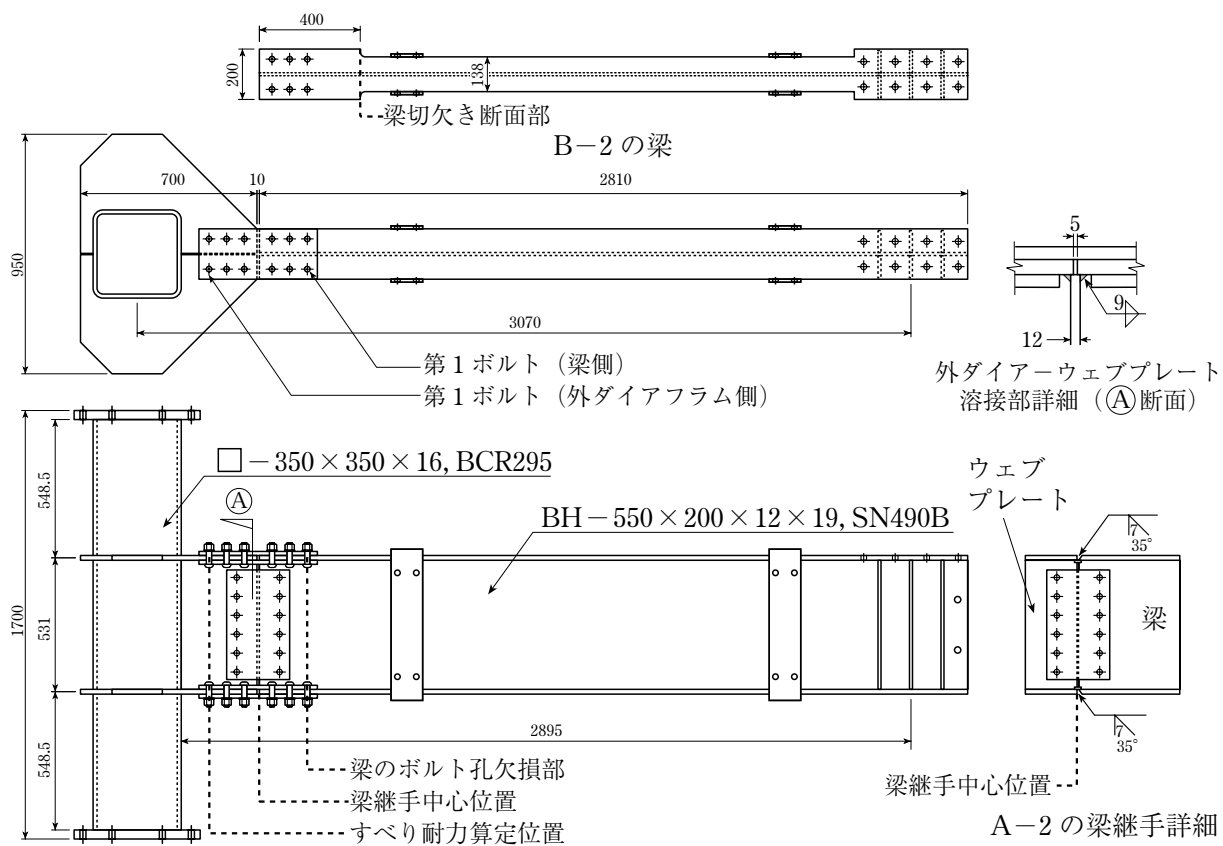 400
200
138
梁切欠き断面部
B－2 の梁
700
10
2810
950
3070
第 1 ボルト（梁側）
第 1 ボルト（外ダイアフラム側）
5
9
12
外ダイアーウェブプレート
溶接部詳細（Ⓐ断面）
□－350×350×16, BCR295
Ⓐ
BH－550×200×12×19, SN490B
ウェブ
プレート
548.5
1700
531
548.5
2895
7
35°
梁
7
35°
梁のボルト孔欠損部
梁継手中心位置
すべり耐力算定位置
梁継手中心位置
A－2 の梁継手詳細